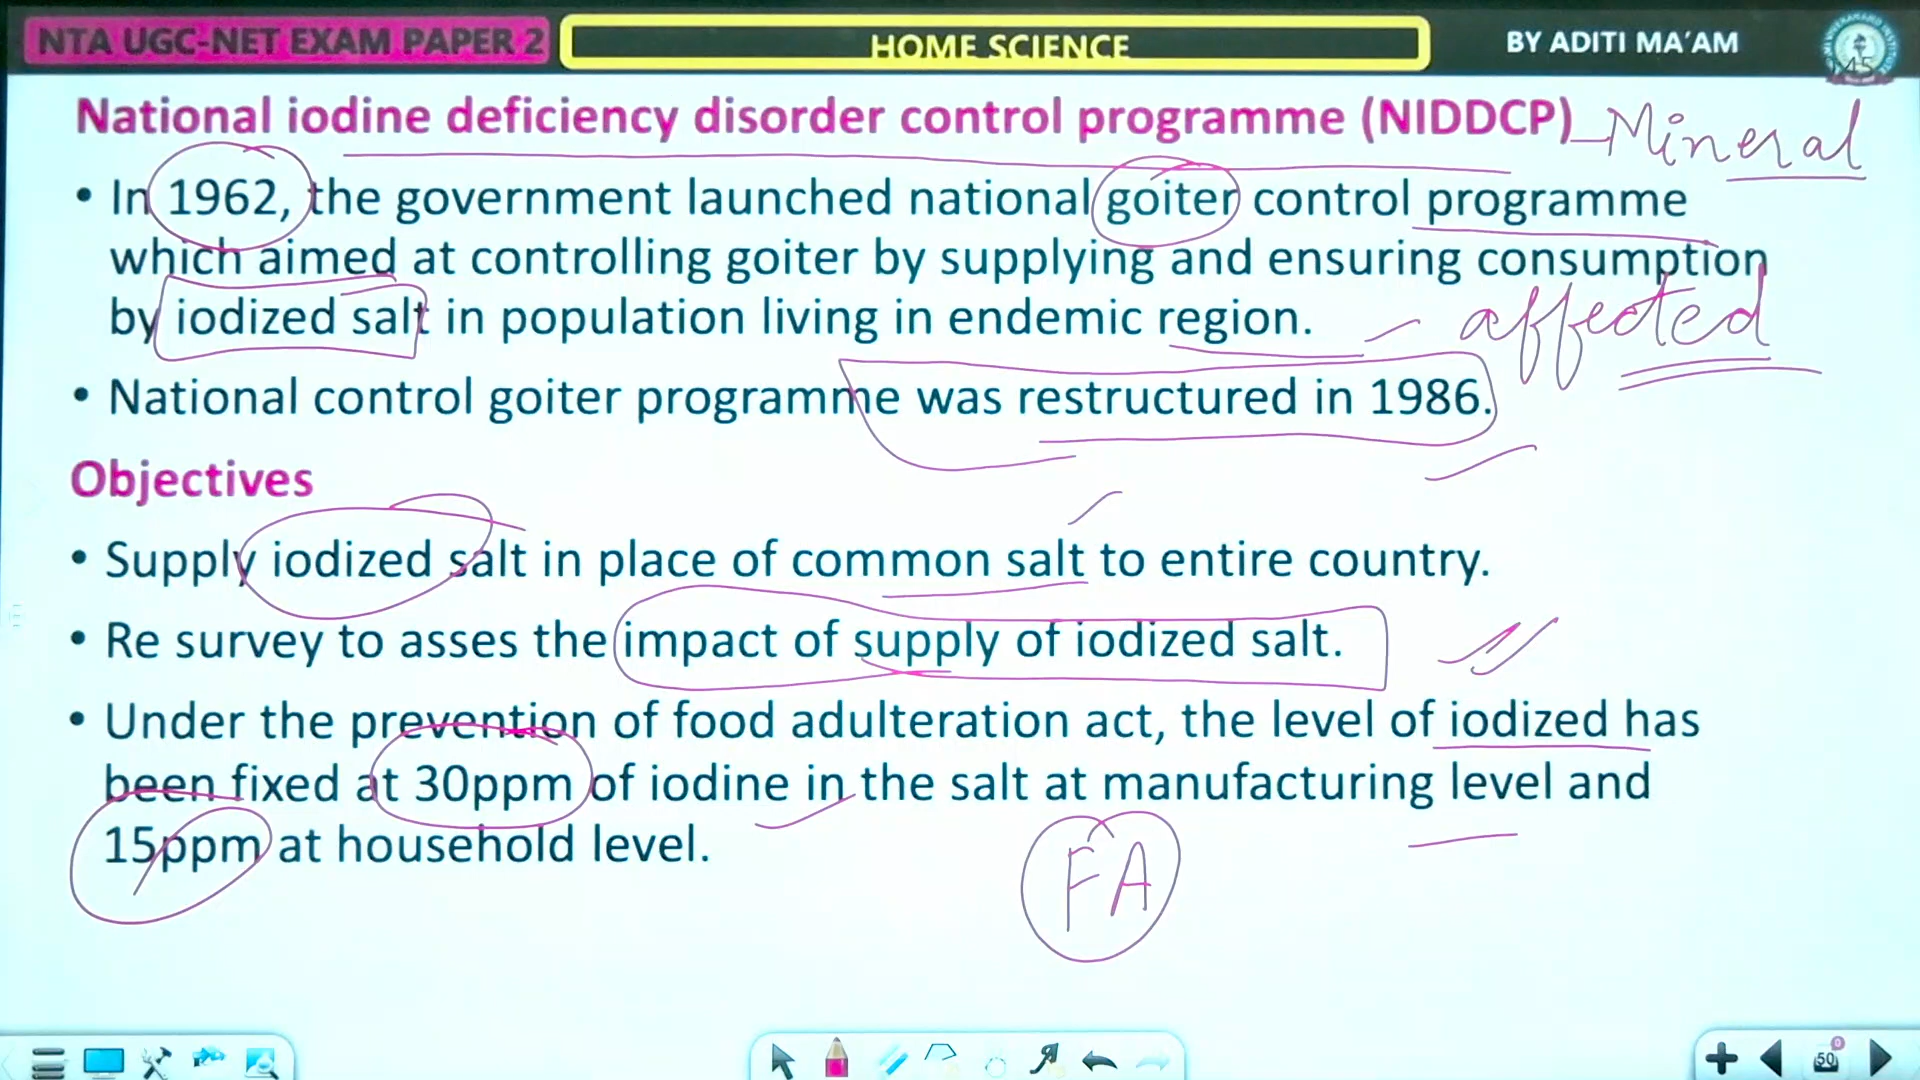 NTA UGC-NET EXAM PAPER 2
HOME SCIENCE
BY ADITI MA'AM
National iodine deficiency disorder control programme (NIDDCP)
Mineral
• In 1962, the government launched national goiter control programme
which aimed at controlling goiter by supplying and ensuring consumption
by iodized salt in population living in endemic region.
affected
• National control goiter programme was restructured in 1986.
Objectives
• Supply iodized salt in place of common salt to entire country.
• Re survey to asses the impact of supply of iodized salt.
• Under the prevention of food adulteration act, the level of iodized has
been fixed at 30ppm of iodine in the salt at manufacturing level and
15ppm at household level.
FA
50
0